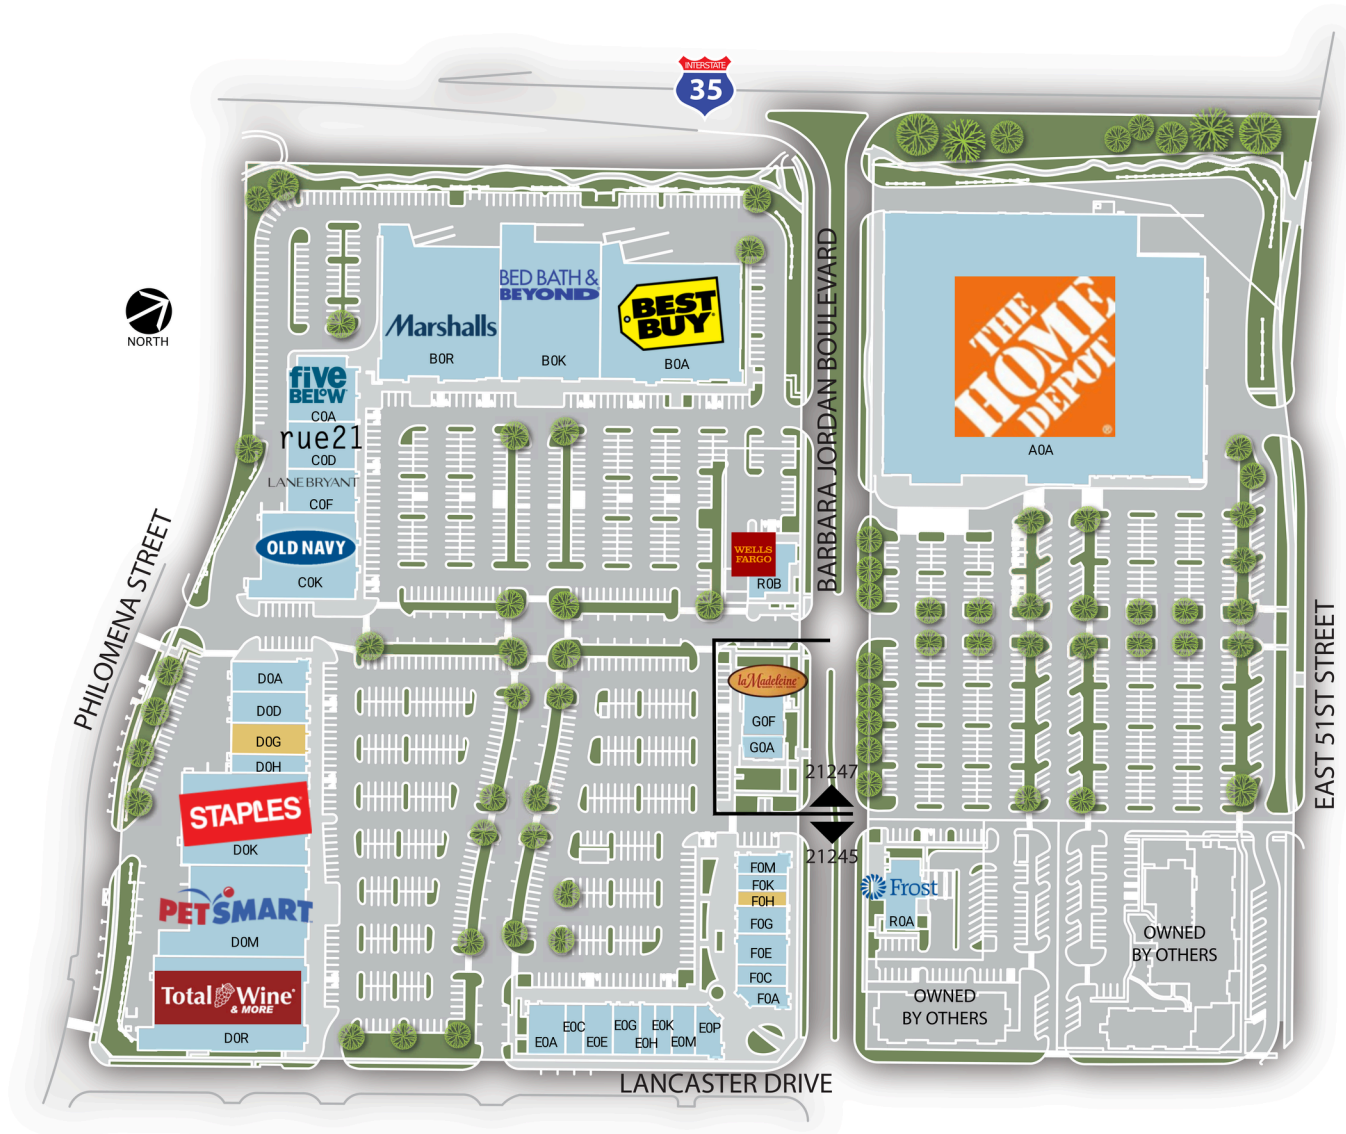 INTERSTATE
35
NORTH
BED BATH &
BEYOND
Marshalls
BEST
BUY
B0R
B0K
B0A
THE
HOME
DEPOT
A0A
BARBARA JORDAN BOULEVARD
five
BELOW
C0A
rue21
C0D
LANE BRYANT
C0F
OLD NAVY
C0K
WELLS
FARGO
R0B
PHILOMENA STREET
EAST 51ST STREET
la Madeleine
G0F
G0A
D0A
D0D
D0G
D0H
STAPLES
D0K
PETSMART
D0M
Total Wine
& MORE
D0R
21247
21245
F0M
F0K
F0H
F0G
F0E
F0C
F0A
Frost
R0A
OWNED
BY OTHERS
OWNED
BY OTHERS
E0A
E0C
E0E
E0G
E0H
E0K
E0M
E0P
LANCASTER DRIVE